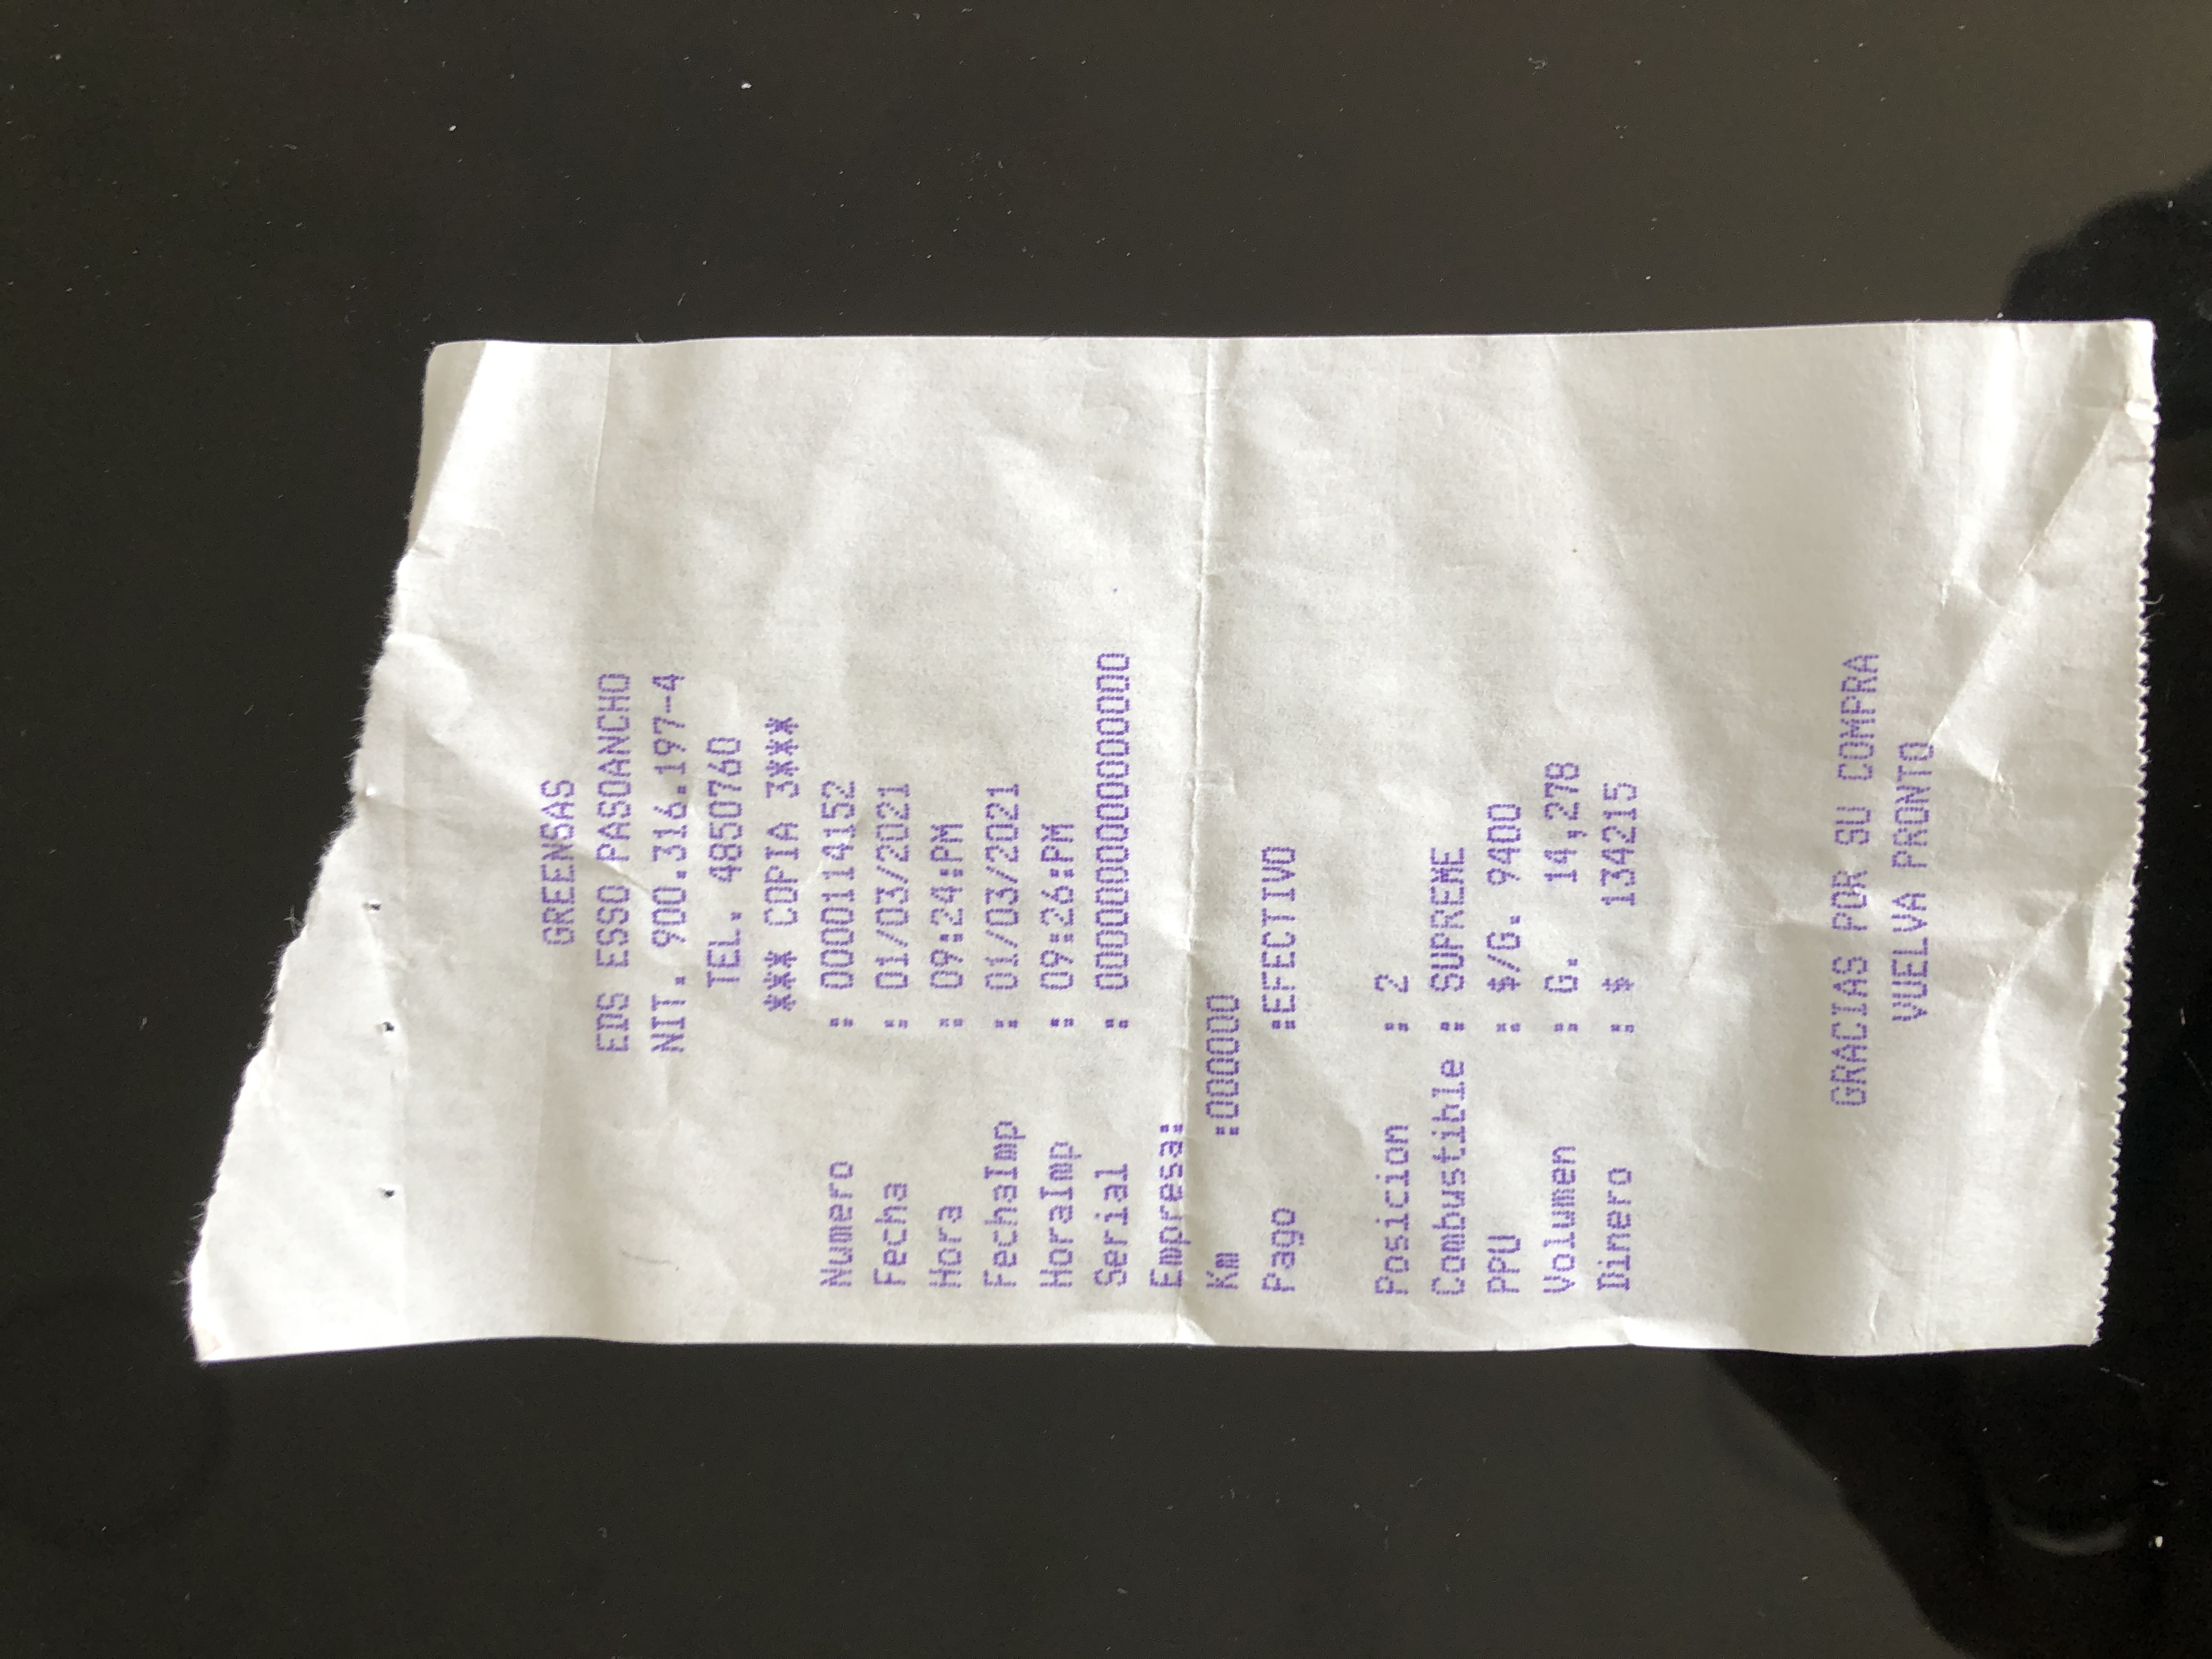 GREENSAS
EDS ESSO PASOANCHO
NIT. 900.316.197-4
TEL. 4850760
*** COPIA 3***
Numero : 000114152
Fecha : 01/03/2021
Hora : 09:24:PM
FechaImp : 01/03/2021
HoraImp : 09:26:PM
Serial : 0000000000000000
Empresa:
Km :000000
Pago :EFECTIVO
Posicion : 2
Combustible : SUPREME
PPU : $/G. 9400
Volumen : G. 14,278
Dinero : $ 134215
GRACIAS POR SU COMPRA
VUELVA PRONTO